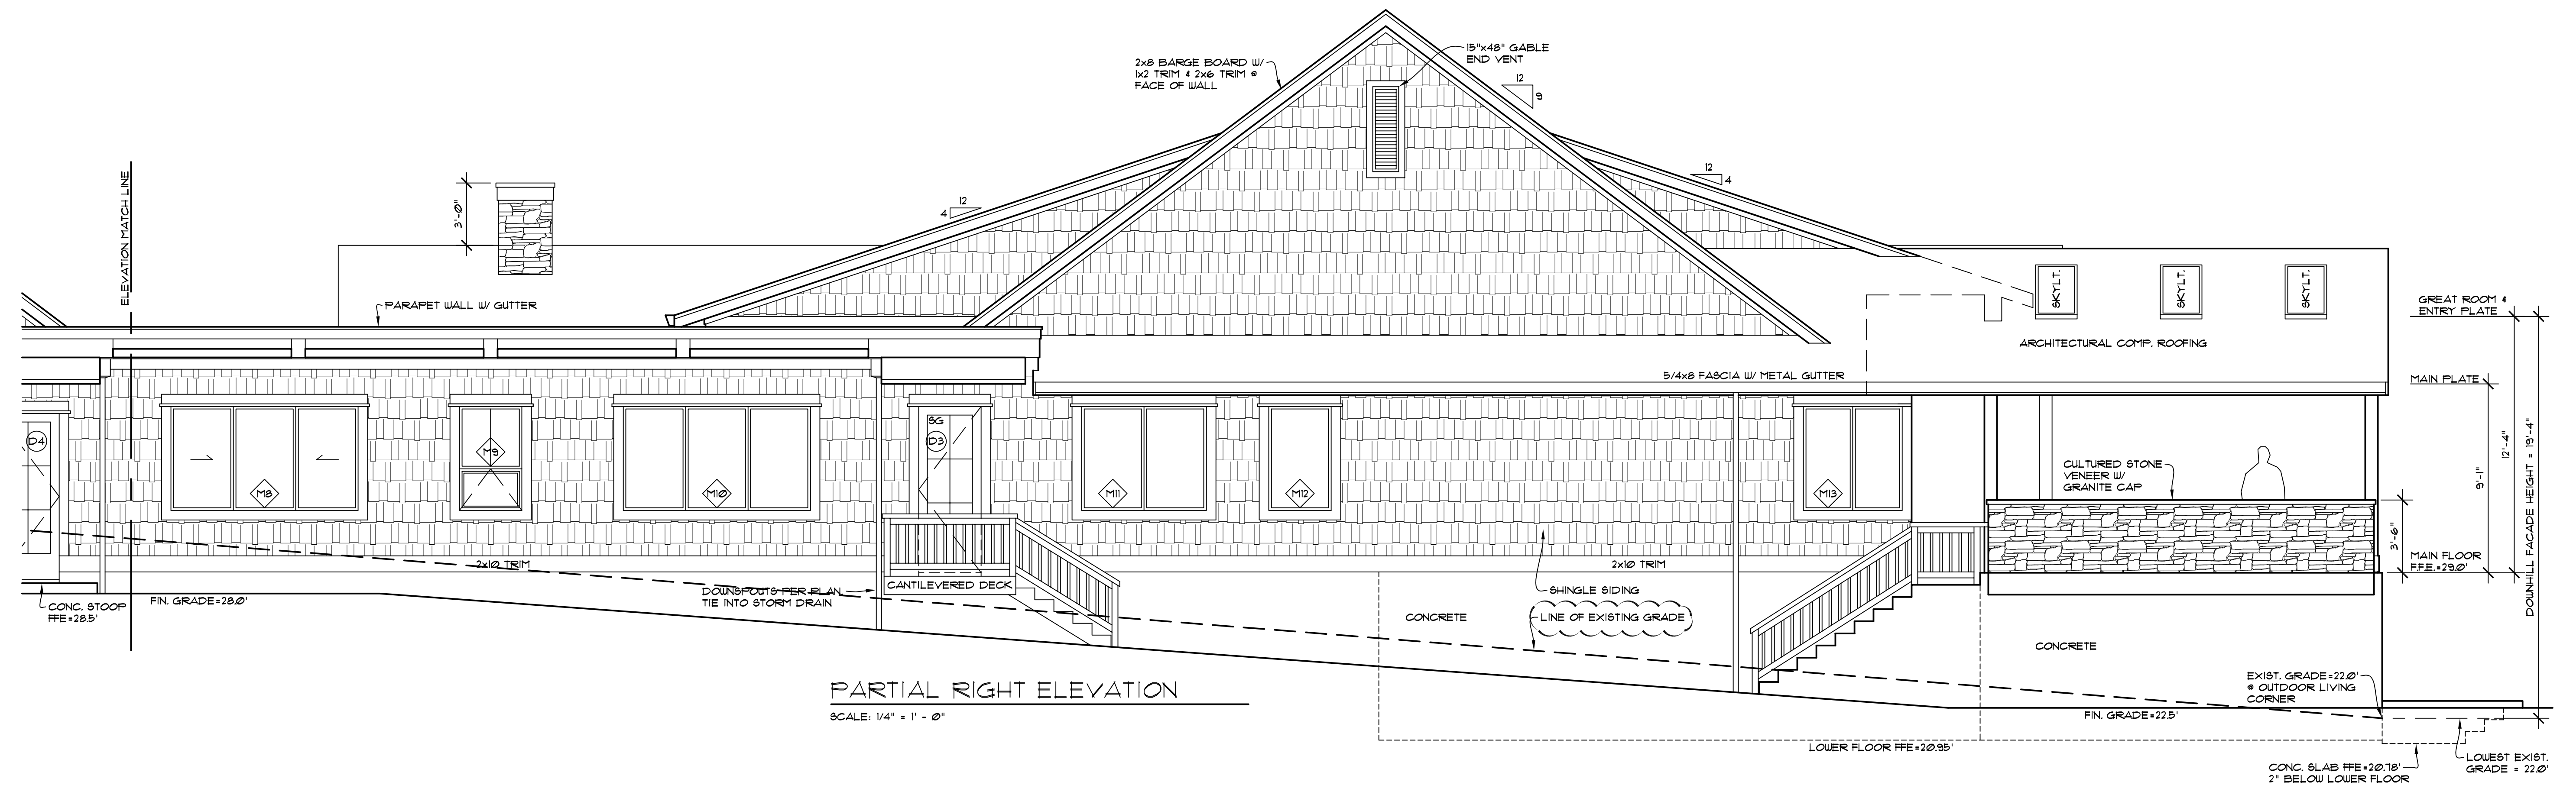 15"x48" GABLE
END VENT
2x8 BARGE BOARD W/
1x2 TRIM & 2x6 TRIM @
FACE OF WALL
12
9
12
4
12
4
ELEVATION MATCH LINE
3'-0"
PARAPET WALL W/ GUTTER
SKYLT.
SKYLT.
SKYLT.
GREAT ROOM &
ENTRY PLATE
ARCHITECTURAL COMP. ROOFING
5/4x8 FASCIA W/ METAL GUTTER
MAIN PLATE
SG
D4
D3
M8
M9
M10
M11
M12
M13
CULTURED STONE
VENEER W/
GRANITE CAP
9'-1"
12'-4"
DOWNHILL FACADE HEIGHT = 19'-4"
3'-6"
MAIN FLOOR
F.F.E.=29.0'
2x10 TRIM
2x10 TRIM
CANTILEVERED DECK
DOWNSPOUTS PER PLAN.
TIE INTO STORM DRAIN
SHINGLE SIDING
CONC. STOOP
FFE=28.5'
FIN. GRADE=28.0'
CONCRETE
LINE OF EXISTING GRADE
CONCRETE
PARTIAL RIGHT ELEVATION
SCALE: 1/4" = 1' - 0"
EXIST. GRADE=22.0'
@ OUTDOOR LIVING
CORNER
FIN. GRADE=22.5'
LOWER FLOOR FFE=20.95'
CONC. SLAB FFE=20.78'
2" BELOW LOWER FLOOR
LOWEST EXIST.
GRADE = 22.0'